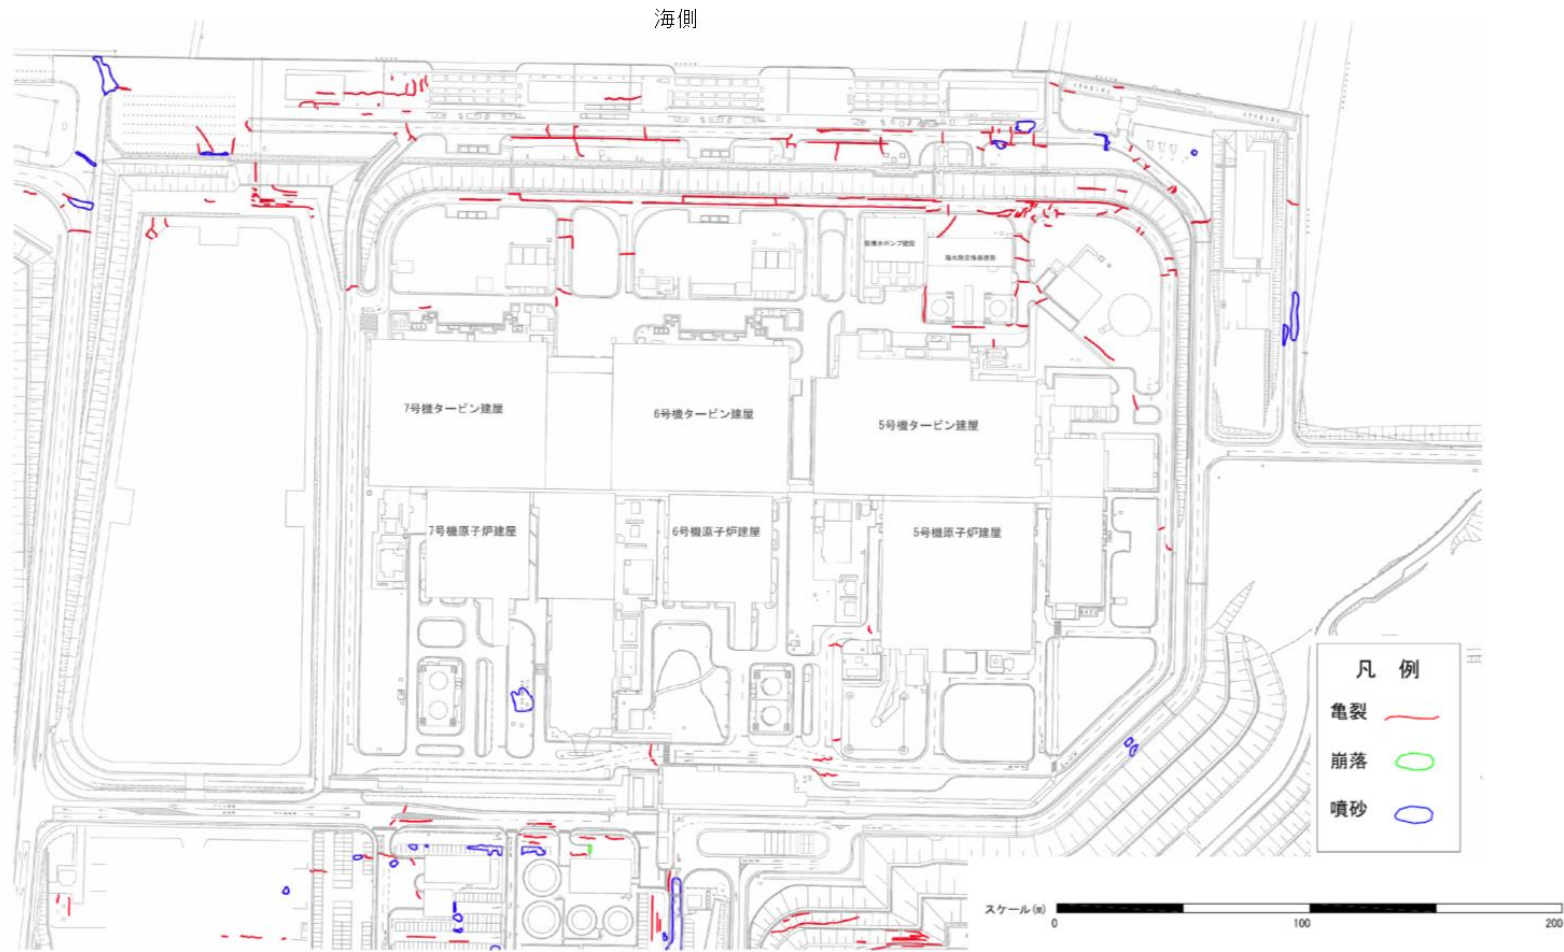 海側
7号機タービン建屋
6号機タービン建屋
5号機タービン建屋
7号機原子炉建屋
6号機原子炉建屋
5号機原子炉建屋
凡 例
亀裂
崩落
噴砂
スケール(m)
0 100 200